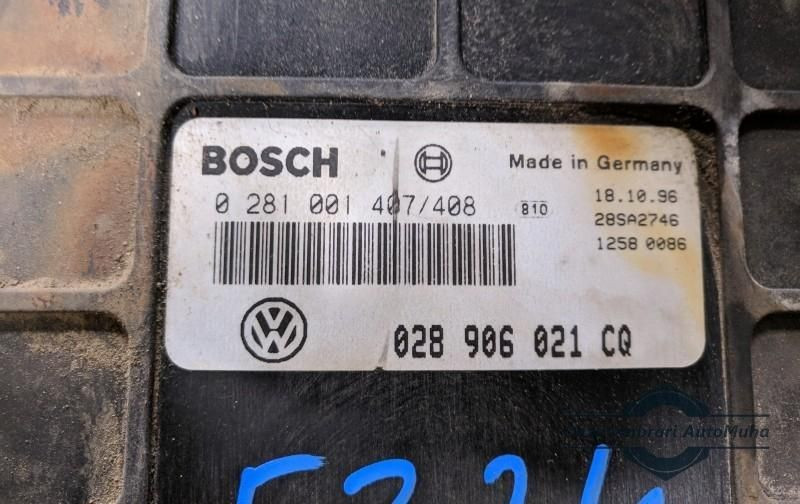 BOSCH
Made in Germany
0 281 001 407/408
810
18.10.96
28SA2746
1258 0086
028 906 021 CQ
AutoMuha